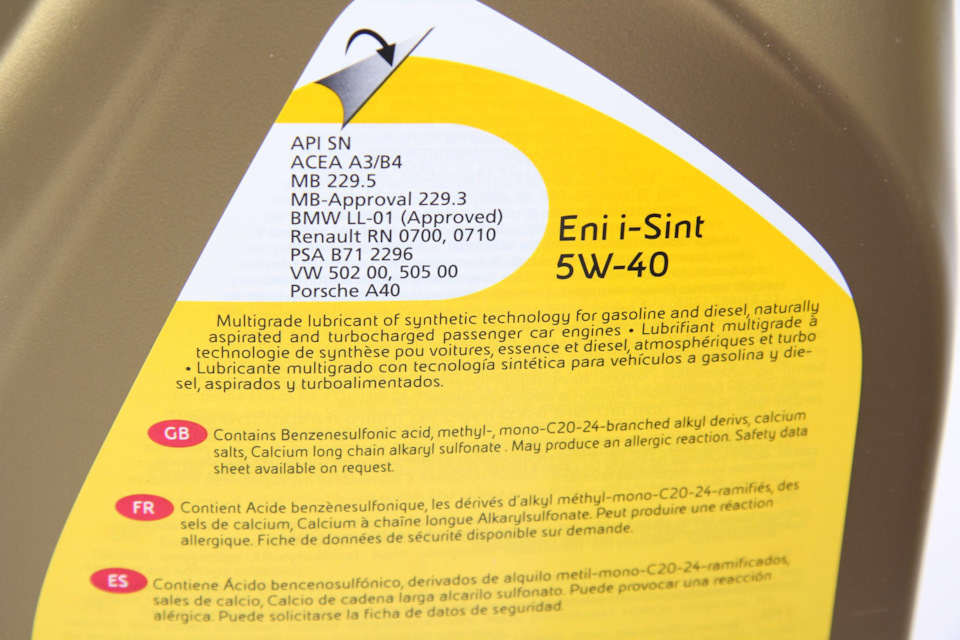 API SN
ACEA A3/B4
MB 229.5
MB-Approval 229.3
BMW LL-01 (Approved)
Renault RN 0700, 0710
PSA B71 2296
VW 502 00, 505 00
Porsche A40
Eni i-Sint
5W-40
Multigrade lubricant of synthetic technology for gasoline and diesel, naturally
aspirated and turbocharged passenger car engines • Lubrifiant multigrade à
technologie de synthèse pou voitures, essence et diesel, atmosphériques et turbo
• Lubricante multigrado con tecnología sintética para vehículos a gasolina y die-
sel, aspirados y turboalimentados.
GB Contains Benzenesulfonic acid, methyl-, mono-C20-24-branched alkyl derivs, calcium
salts, Calcium long chain alkaryl sulfonate. May produce an allergic reaction. Safety data
sheet available on request.
FR Contient Acide benzènesulfonique, les dérivés d'alkyl méthyl-mono-C20-24-ramifiés, des
sels de calcium, Calcium à chaîne longue Alkarylsulfonate. Peut produire une réaction
allergique. Fiche de données de sécurité disponible sur demande.
ES Contiene Ácido bencenosulfónico, derivados de alquilo metil-mono-C20-24-ramificados,
sales de calcio, Calcio de cadena larga alcarilo sulfonato. Puede provocar una reacción
alérgica. Puede solicitarse la ficha de datos de seguridad.